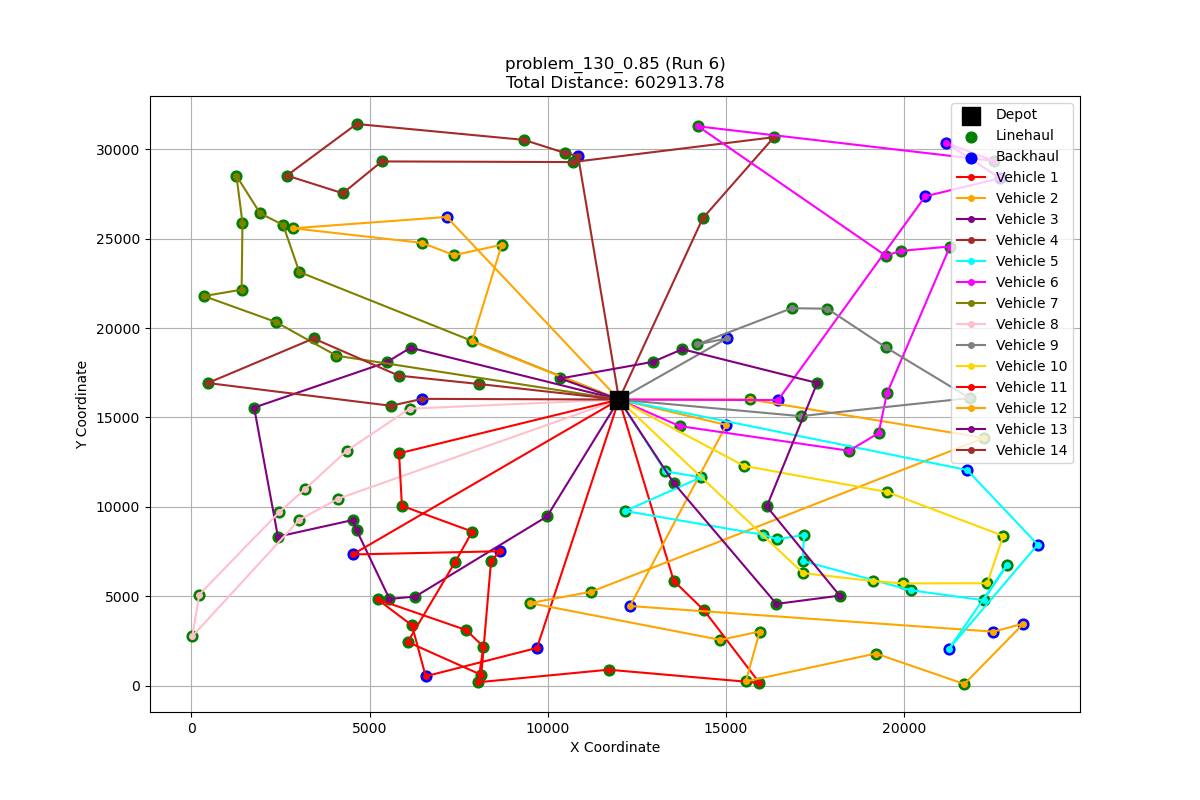 problem_130_0.85 (Run 6)
Total Distance: 602913.78
Depot
Linehaul
Backhaul
Vehicle 1
Vehicle 2
Vehicle 3
Vehicle 4
Vehicle 5
Vehicle 6
Vehicle 7
Vehicle 8
Vehicle 9
Vehicle 10
Vehicle 11
Vehicle 12
Vehicle 13
Vehicle 14
30000
25000
20000
15000
10000
5000
0
Y Coordinate
0 5000 10000 15000 20000
X Coordinate